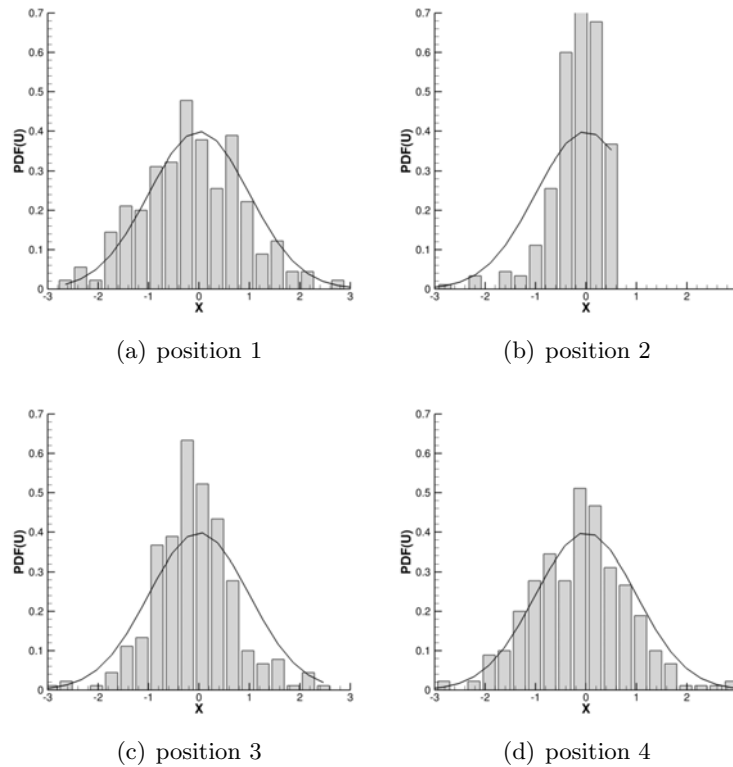 0.7
0.6
0.5
0.4
0.3
0.2
0.1
0
PDF(U)
-3 -2 -1 0 1 2 3
X
(a) position 1
0.7
0.6
0.5
0.4
0.3
0.2
0.1
0
PDF(U)
-3 -2 -1 0 1 2
X
(b) position 2
0.7
0.6
0.5
0.4
0.3
0.2
0.1
0
PDF(U)
-3 -2 -1 0 1 2 3
X
(c) position 3
0.7
0.6
0.5
0.4
0.3
0.2
0.1
0
PDF(U)
-3 -2 -1 0 1 2
X
(d) position 4